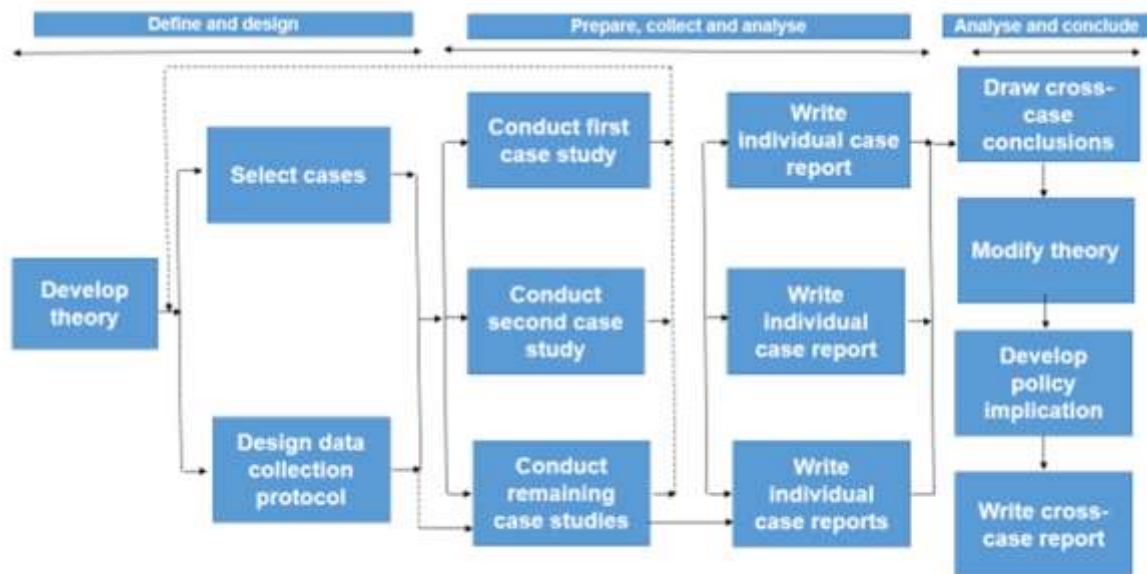 Define and design
Prepare, collect and analyse
Analyse and conclude
Develop
theory
Select cases
Design data
collection
protocol
Conduct first
case study
Conduct
second case
study
Conduct
remaining
case studies
Write
individual case
report
Write
individual
case report
Write
individual
case reports
Draw cross-
case
conclusions
Modify theory
Develop
policy
implication
Write cross-
case report